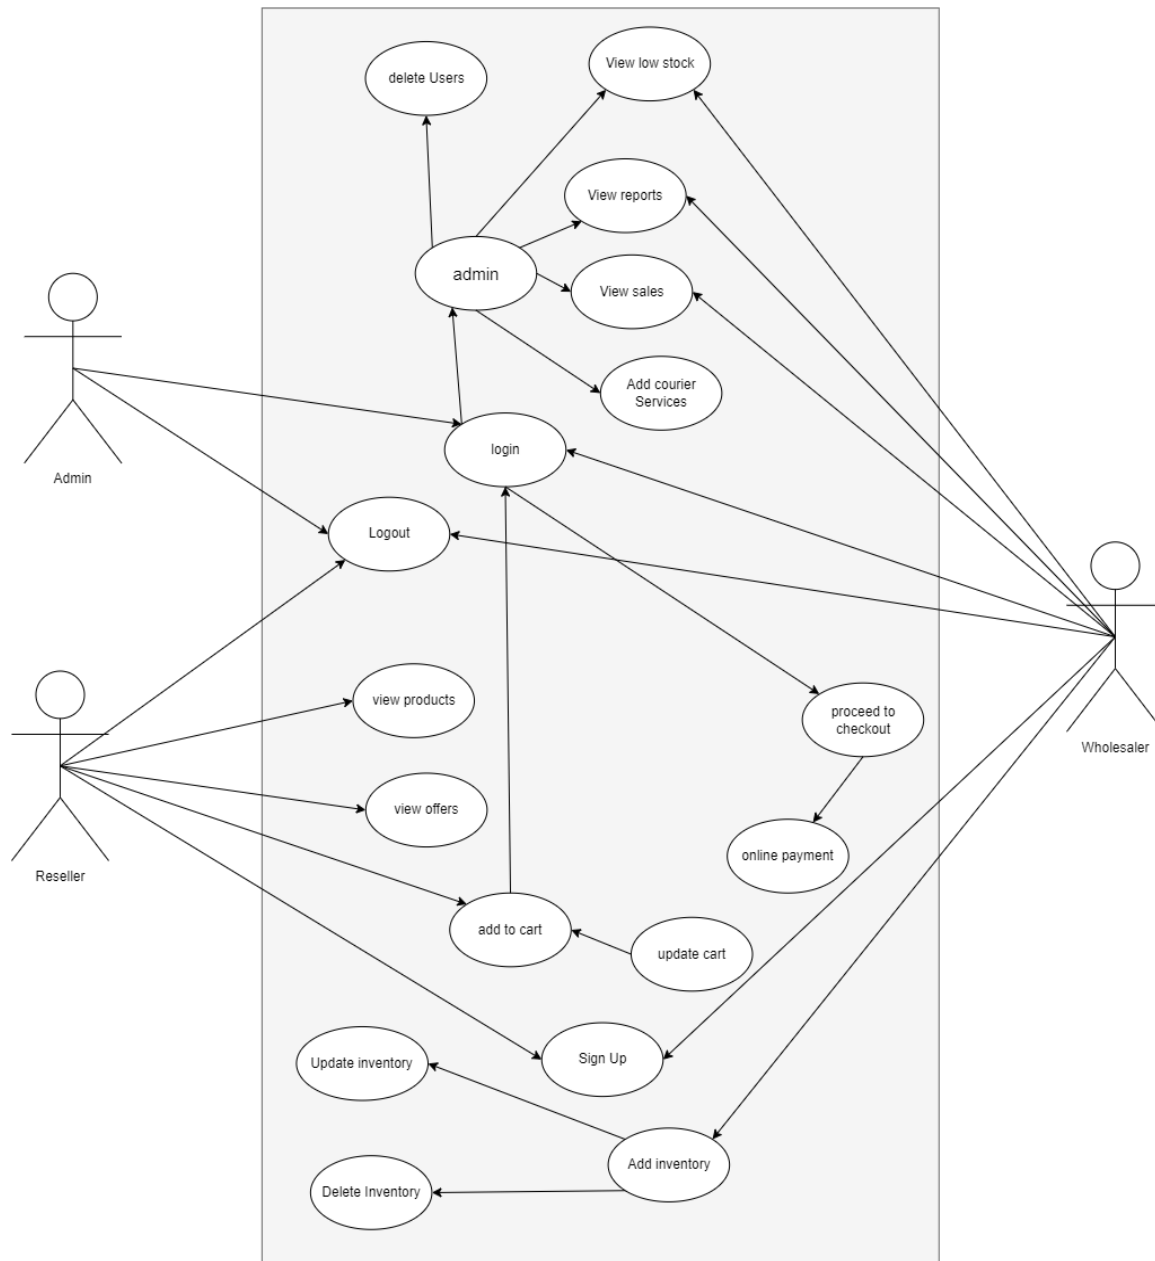 View low stock
delete Users
View reports
admin
View sales
Add courier
Services
login
Admin
Logout
view products
proceed to
checkout
Wholesaler
view offers
online payment
Reseller
add to cart
update cart
Update inventory
Sign Up
Add inventory
Delete Inventory